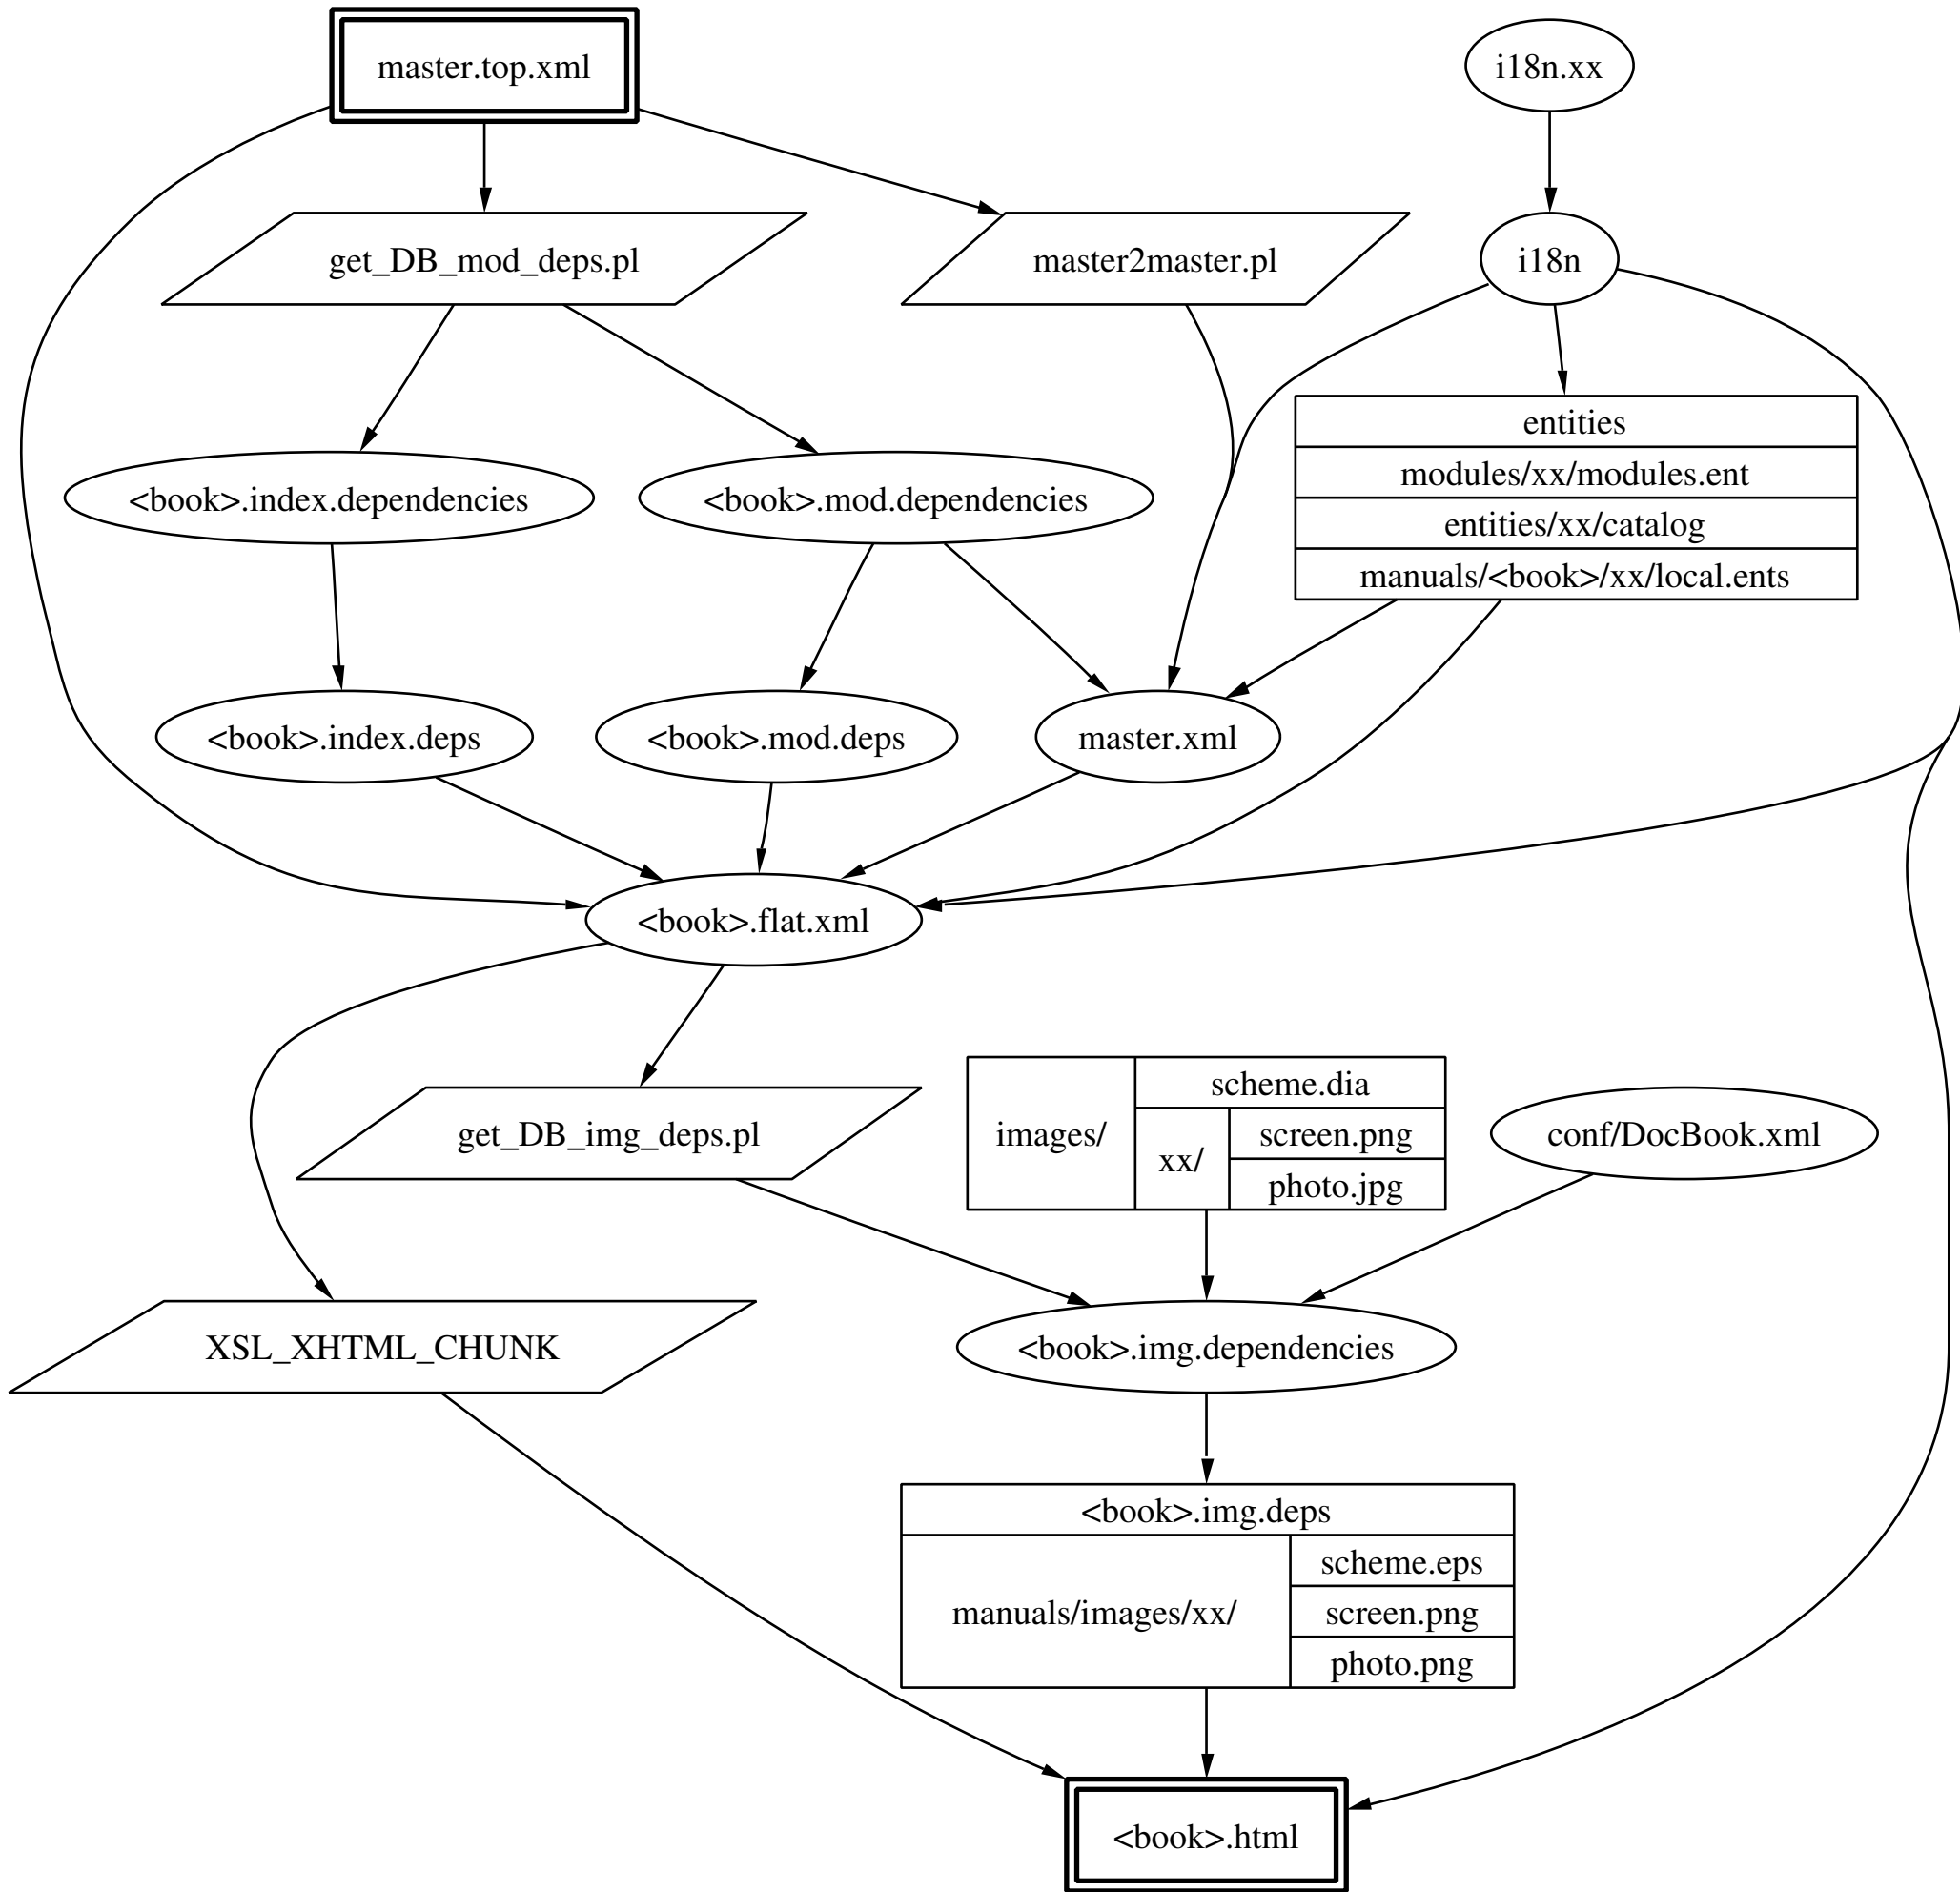 master.top.xml
i18n.xx
get_DB_mod_deps.pl
master2master.pl
i18n
entities
modules/xx/modules.ent
entities/xx/catalog
manuals/<book>/xx/local.ents
<book>.index.dependencies
<book>.mod.dependencies
<book>.index.deps
<book>.mod.deps
master.xml
<book>.flat.xml
get_DB_img_deps.pl
images/
scheme.dia
xx/
screen.png
photo.jpg
conf/DocBook.xml
XSL_XHTML_CHUNK
<book>.img.dependencies
<book>.img.deps
manuals/images/xx/
scheme.eps
screen.png
photo.png
<book>.html